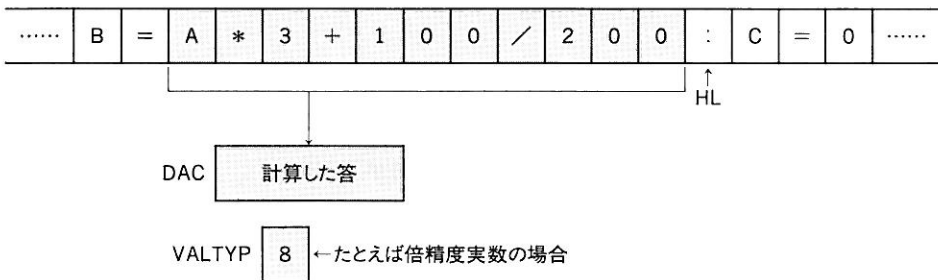 …… B = A * 3 + 1 0 0 ／ 2 0 0 : C = 0 ……
↑
HL
DAC 計算した答
VALTYP 8 ←たとえば倍精度実数の場合